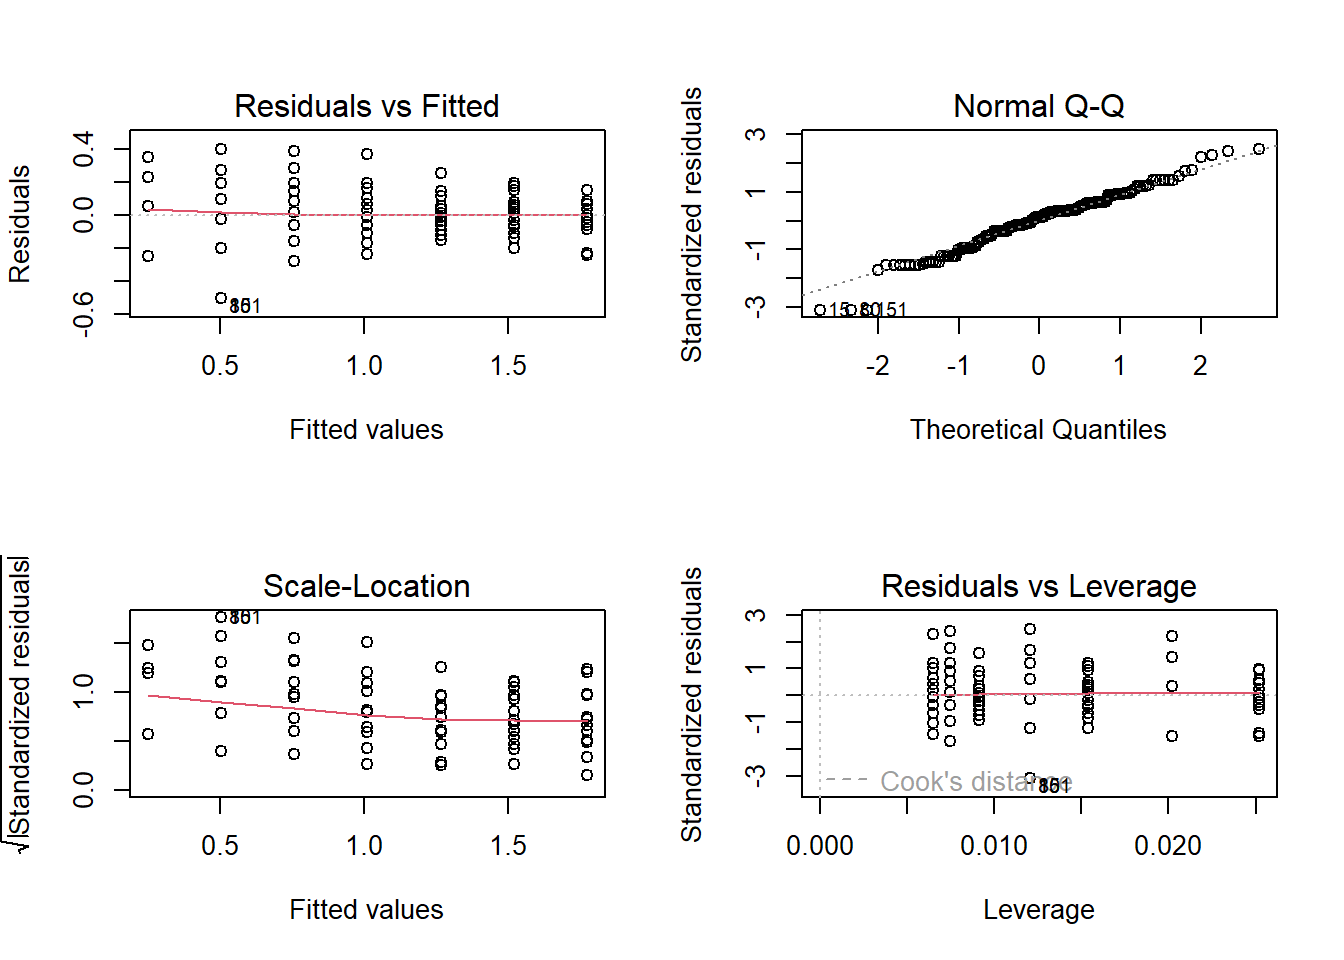 Residuals vs Fitted
Residuals
0.4
0.0
-0.6
0.5 1.0 1.5
Fitted values
Normal Q-Q
Standardized residuals
3
1
-1
-3
15 80 151
-2 -1 0 1 2
Theoretical Quantiles
Scale-Location
√|Standardized residuals|
1.0
0.0
0.5 1.0 1.5
Fitted values
Residuals vs Leverage
Standardized residuals
3
1
-1
-3
Cook's distance
0.000 0.010 0.020
Leverage